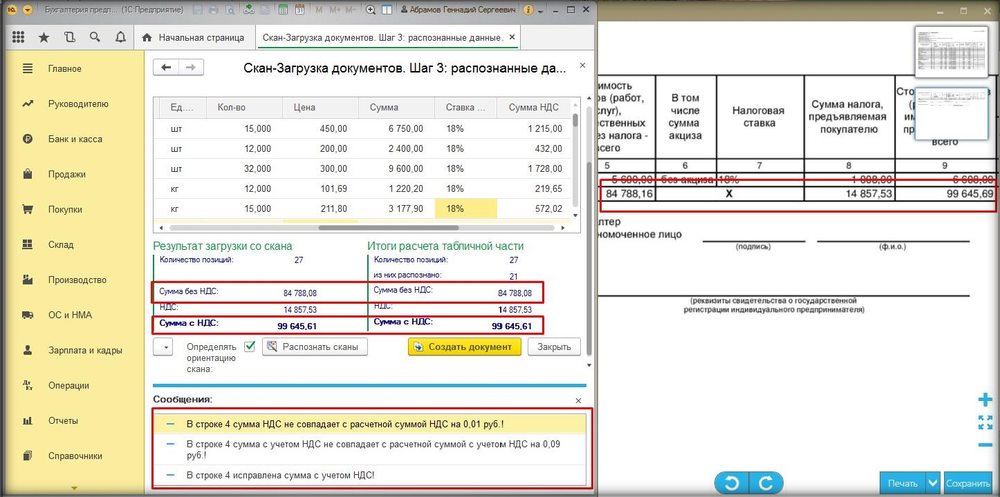 Бухгалтерия предп... (1С:Предприятие)
M M+ M-
Абрамов Геннадий Сергеевич
Начальная страница
Скан-Загрузка документов. Шаг 3: распознанные данные.
Главное
Руководителю
Банк и касса
Продажи
Покупки
Склад
Производство
ОС и НМА
Зарплата и кадры
Операции
Отчеты
Справочники
Скан-Загрузка документов. Шаг 3: распознанные да...
Ед.... Кол-во Цена Сумма Ставка ... Сумма НДС
шт 15,000 450,00 6 750,00 18% 1 215,00
шт 12,000 200,00 2 400,00 18% 432,00
шт 32,000 300,00 9 600,00 18% 1 728,00
кг 12,000 101,69 1 220,20 18% 219,65
кг 15,000 211,80 3 177,90 18% 572,02
Результат загрузки со скана Итоги расчета табличной части
Количество позиций: 27 Количество позиций: 27
из них распознано: 21
Сумма без НДС: 84 788,08 Сумма без НДС: 84 788,08
НДС: 14 857,53 НДС: 14 857,53
Сумма с НДС: 99 645,61 Сумма с НДС: 99 645,61
Определять
ориентацию
скана:
Распознать сканы
Создать документ
Закрыть
Сообщения:
В строке 4 сумма НДС не совпадает с расчетной суммой НДС на 0,01 руб.!
В строке 4 сумма с учетом НДС не совпадает с расчетной суммой с учетом НДС на 0,09
руб.!
В строке 4 исправлена сумма с учетом НДС!
имость
ов (работ,
слуг),
ественных
ез налога -
всего
В том
числе
сумма
акциза
Налоговая
ставка
Сумма налога,
предъявляемая
покупателю
всего
5 6 7 8 9
5 600,00 без акциза 18% 1 008,00 6 608,00
84 788,16 X 14 857,53 99 645,69
лтер
номоченное лицо
(подпись) (ф.и.о.)
(реквизиты свидетельства о государственной
регистрации индивидуального предпринимателя)
Печать
Сохранить